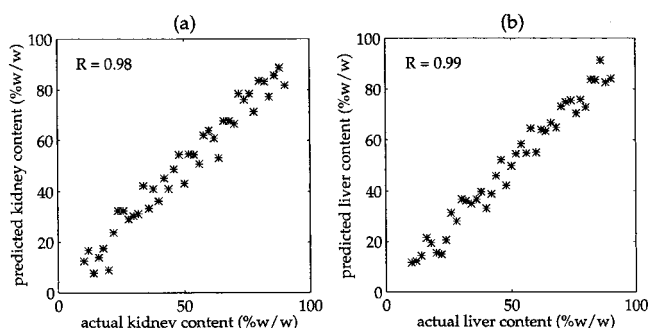 (a)
(b)
predicted kidney content (%w/w)
100
80
60
40
20
0
R = 0.98
0
50
100
actual kidney content (%w/w)
predicted liver content (%w/w)
100
80
60
40
20
0
R = 0.99
0
50
100
actual liver content (%w/w)